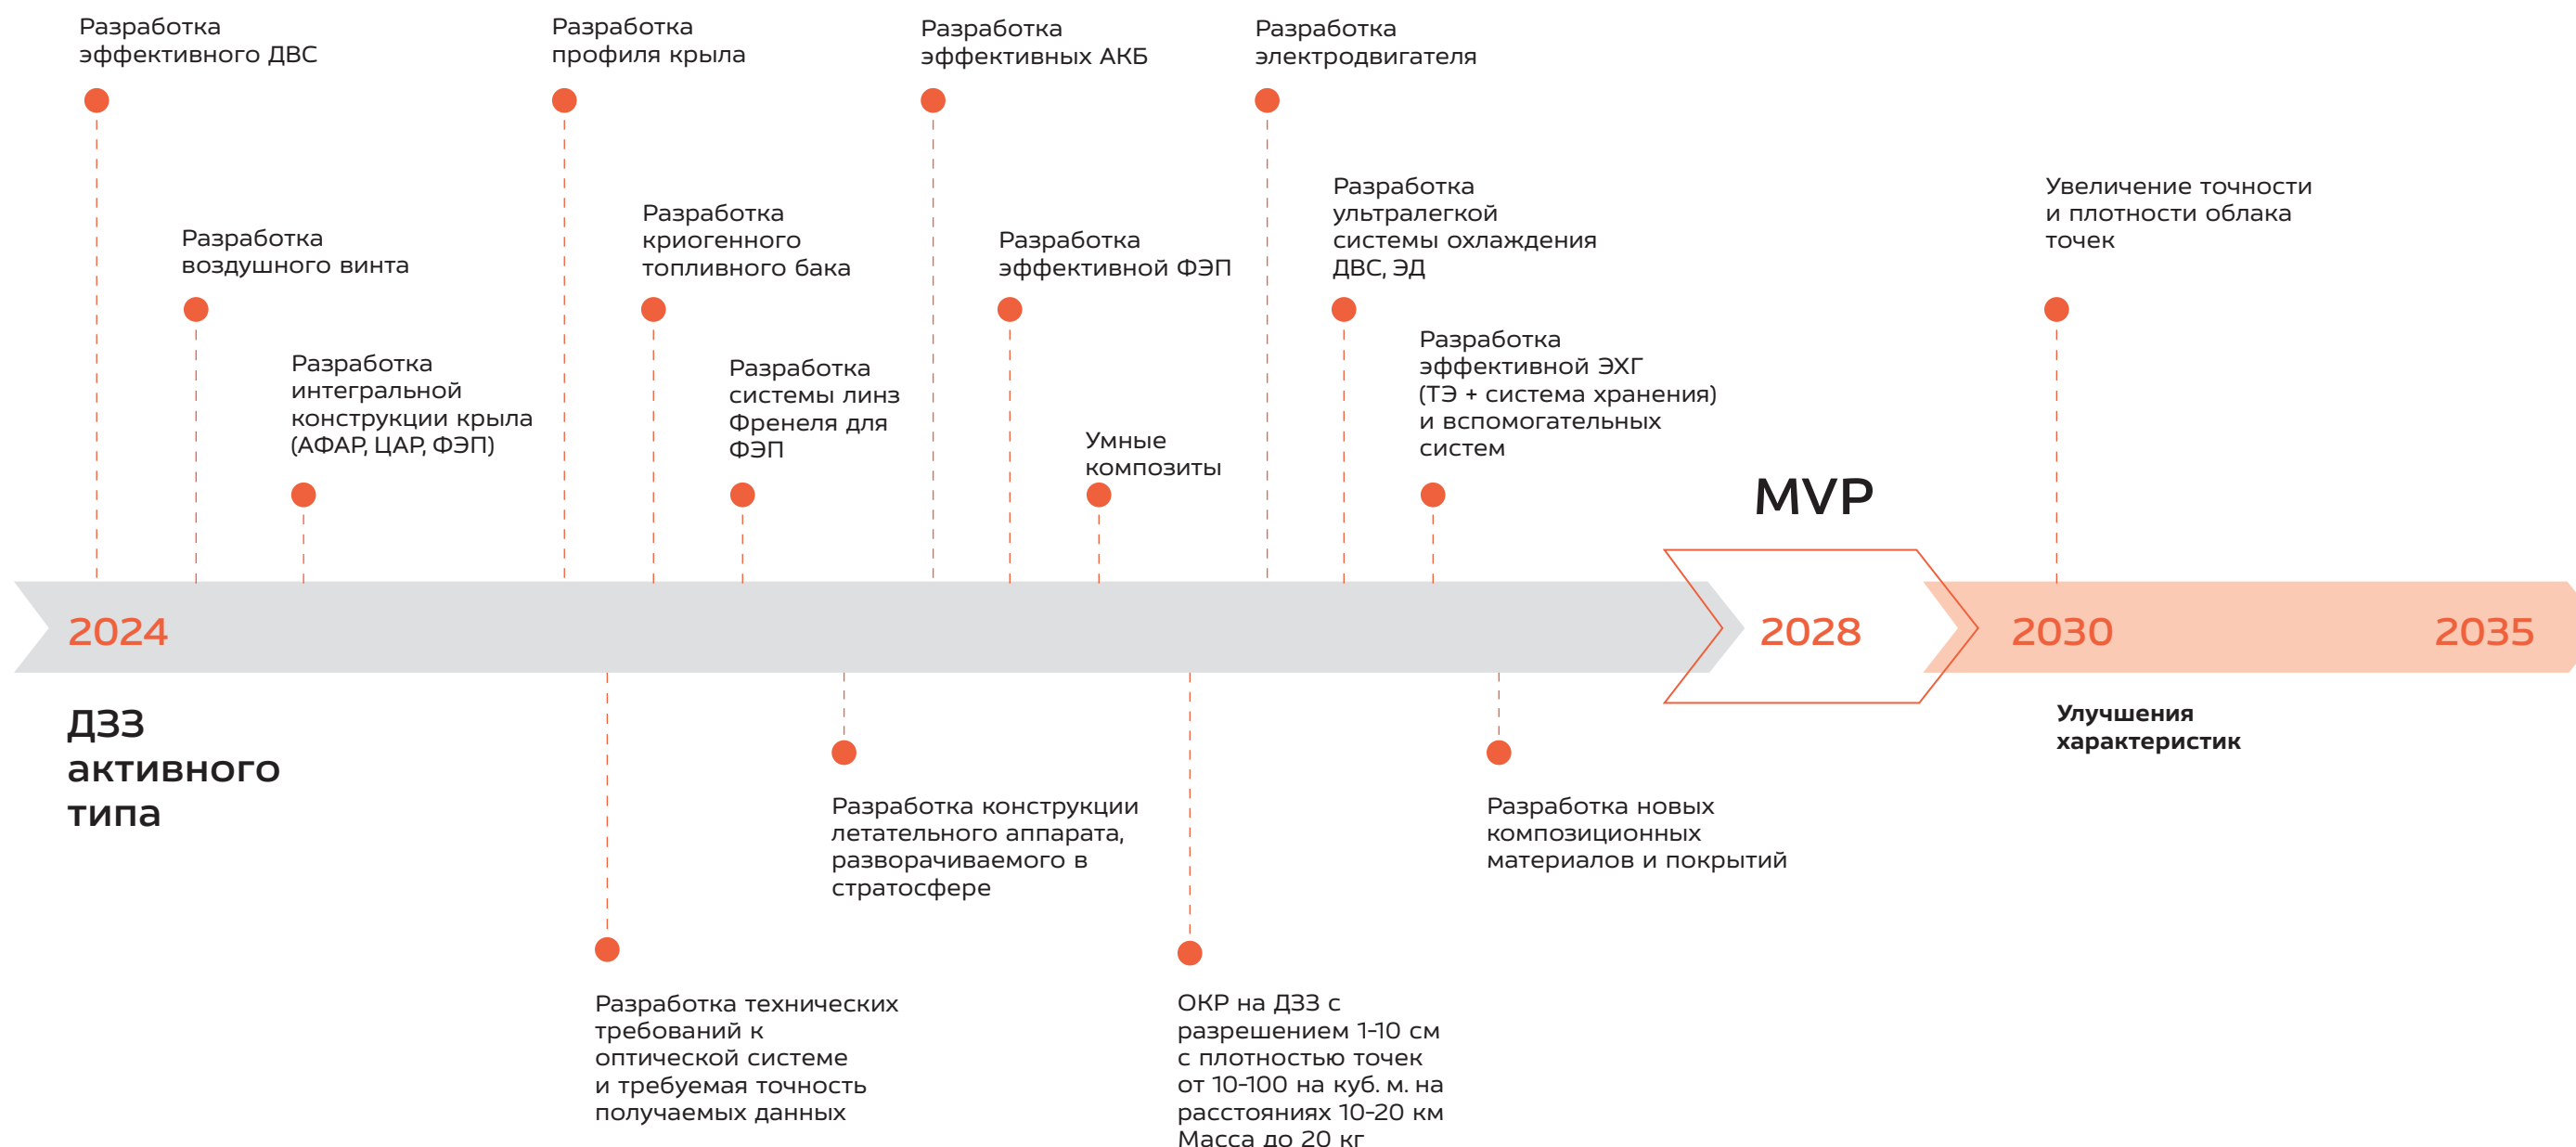 Разработка
эффективного ДВС
Разработка
профиля крыла
Разработка
эффективных АКБ
Разработка
электродвигателя
Разработка
воздушного винта
Разработка
криогенного
топливного бака
Разработка
эффективной ФЭП
Разработка
ультралегкой
системы охлаждения
ДВС, ЭД
Увеличение точности
и плотности облака
точек
Разработка
интегральной
конструкции крыла
(АФАР, ЦАР, ФЭП)
Разработка
системы линз
Френеля для
ФЭП
Умные
композиты
Разработка
эффективной ЭХГ
(ТЭ + система хранения)
и вспомогательных
систем
MVP
2024
2028
2030
2035
ДЗЗ
активного
типа
Улучшения
характеристик
Разработка конструкции
летательного аппарата,
разворачиваемого в
стратосфере
Разработка новых
композиционных
материалов и покрытий
Разработка технических
требований к
оптической системе
и требуемая точность
получаемых данных
ОКР на ДЗЗ с
разрешением 1-10 см
с плотностью точек
от 10-100 на куб. м. на
расстояниях 10-20 км
Масса до 20 кг